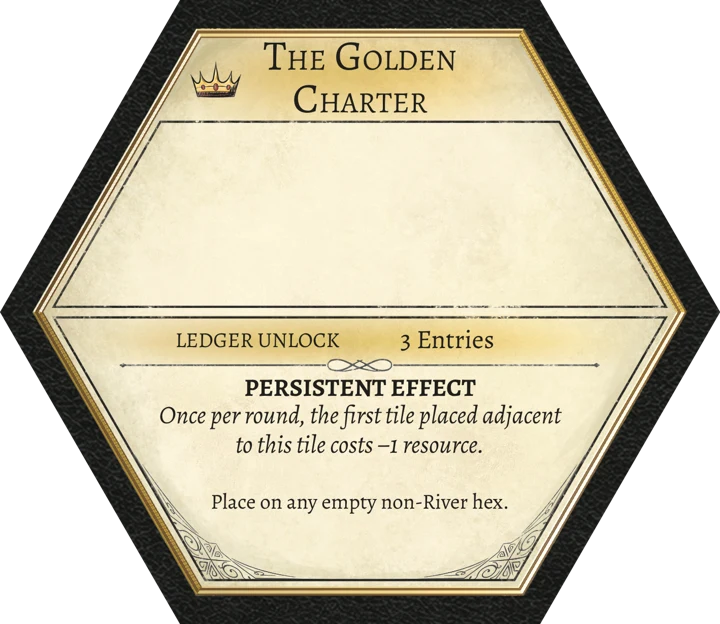 The Golden
Charter
LEDGER UNLOCK 3 Entries
PERSISTENT EFFECT
Once per round, the first tile placed adjacent
to this tile costs –1 resource.
Place on any empty non-River hex.